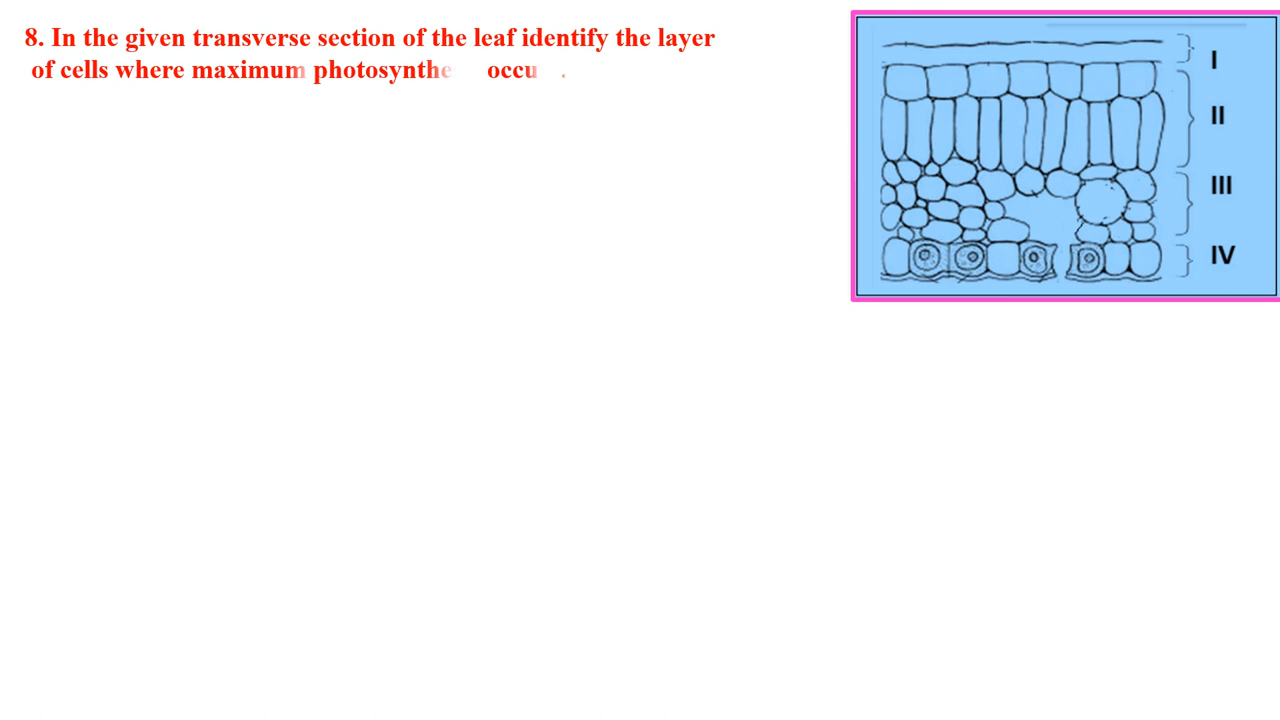 8. In the given transverse section of the leaf identify the layer
of cells where maximum photosynthe occu .
I
II
III
IV